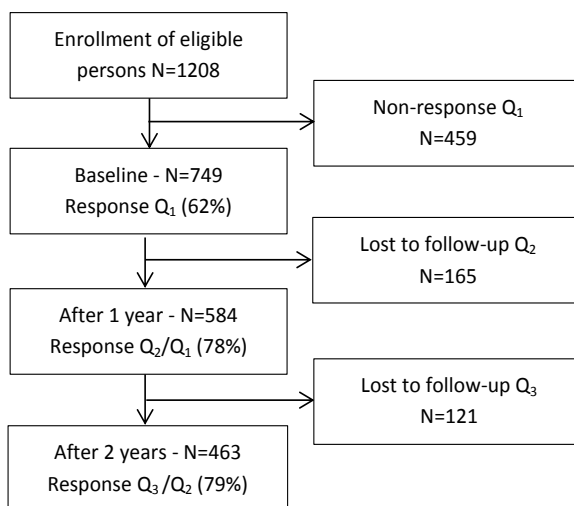 Enrollment of eligible
persons N=1208
Non-response Q₁
N=459
Baseline - N=749
Response Q₁ (62%)
Lost to follow-up Q₂
N=165
After 1 year - N=584
Response Q₂/Q₁ (78%)
Lost to follow-up Q₃
N=121
After 2 years - N=463
Response Q₃/Q₂ (79%)